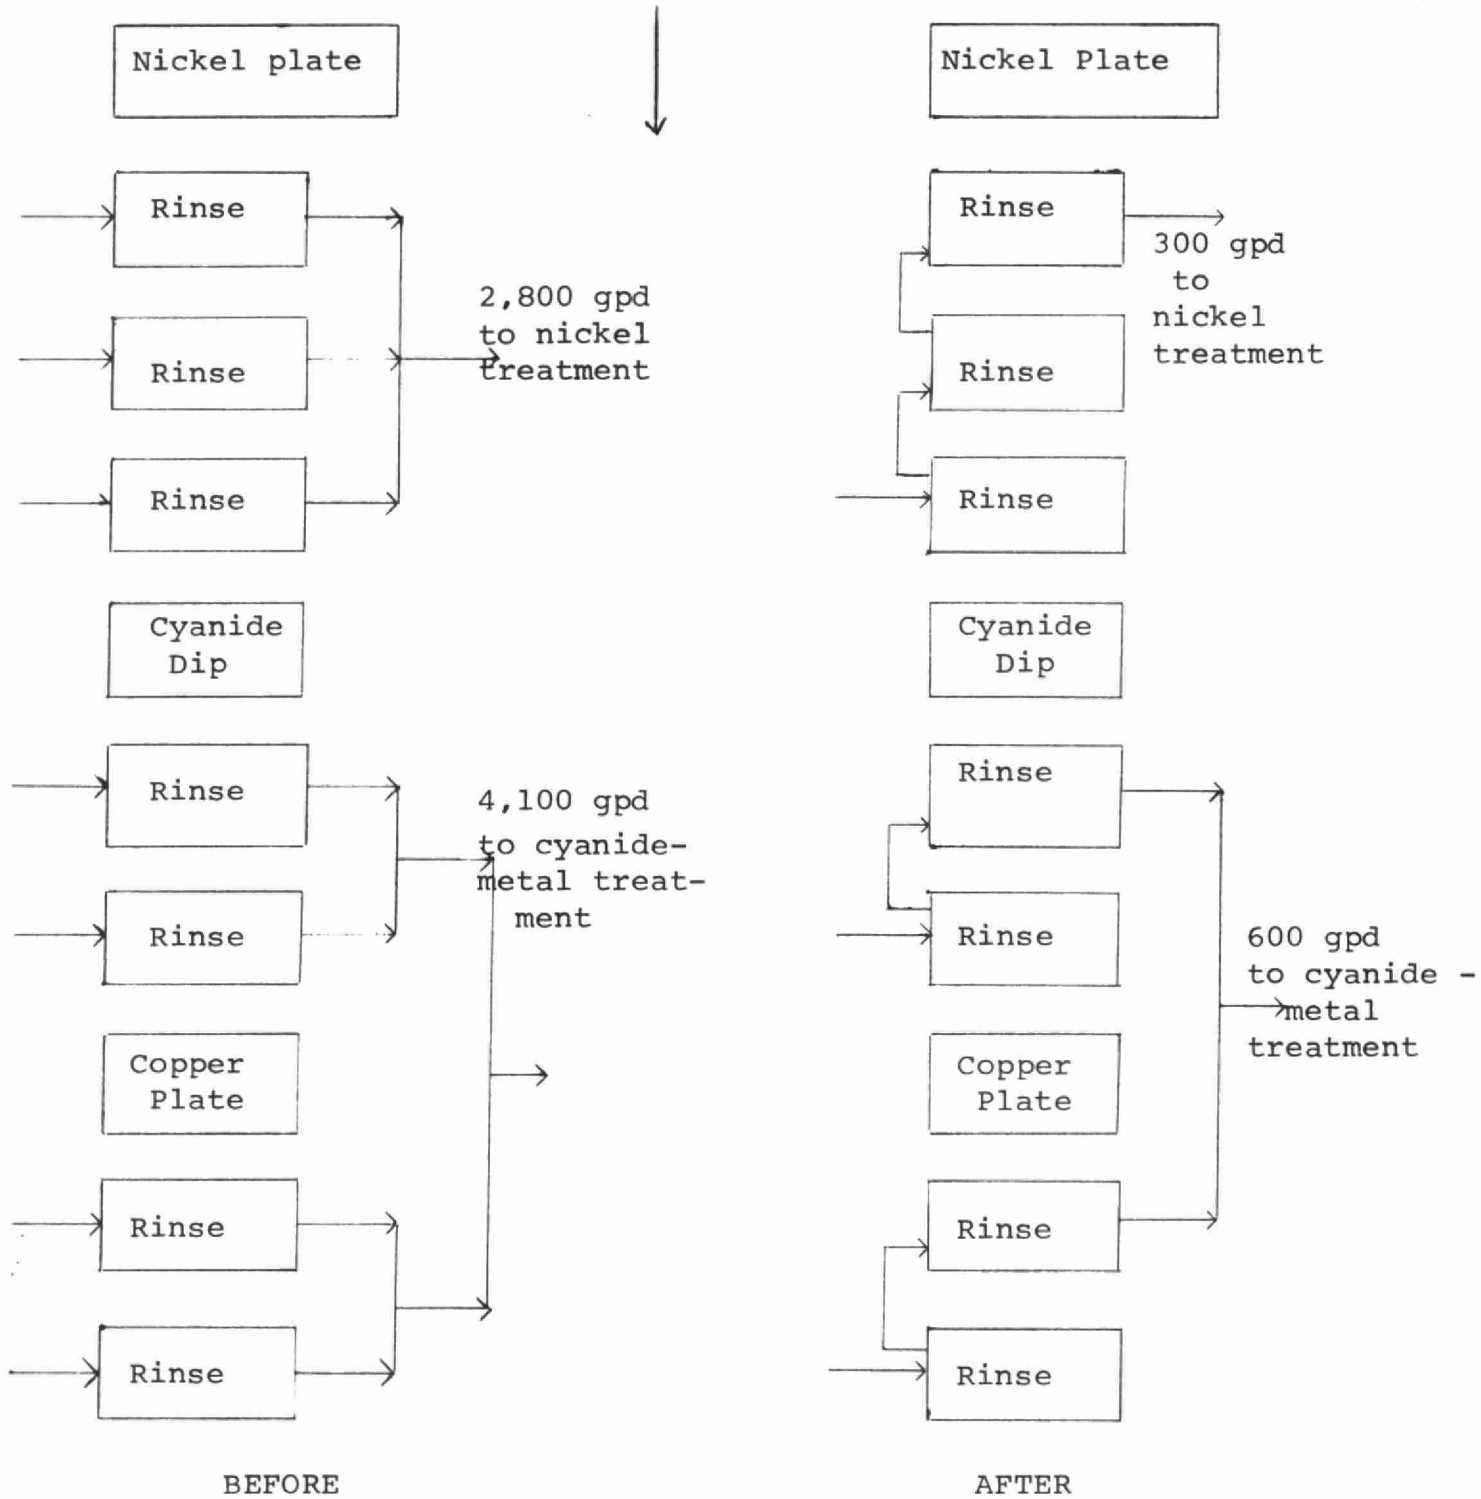 Nickel plate
Rinse
Rinse
Rinse
2,800 gpd
to nickel
treatment
Cyanide
Dip
Rinse
Rinse
4,100 gpd
to cyanide-
metal treat-
ment
Copper
Plate
Rinse
Rinse
BEFORE
Nickel Plate
Rinse
300 gpd
to
nickel
treatment
Rinse
Rinse
Cyanide
Dip
Rinse
Rinse
600 gpd
to cyanide -
metal
treatment
Copper
Plate
Rinse
Rinse
AFTER